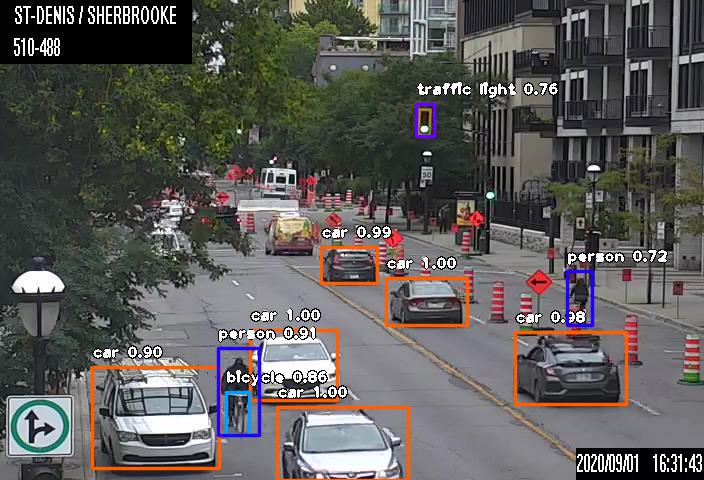 ST-DENIS / SHERBROOKE
510-488
traffic light 0.76
50
car 0.99
car 1.00
person 0.72
car 1.00
car 0.98
person 0.91
car 0.90
bicycle 0.86
car 1.00
2020/09/01 16:31:43